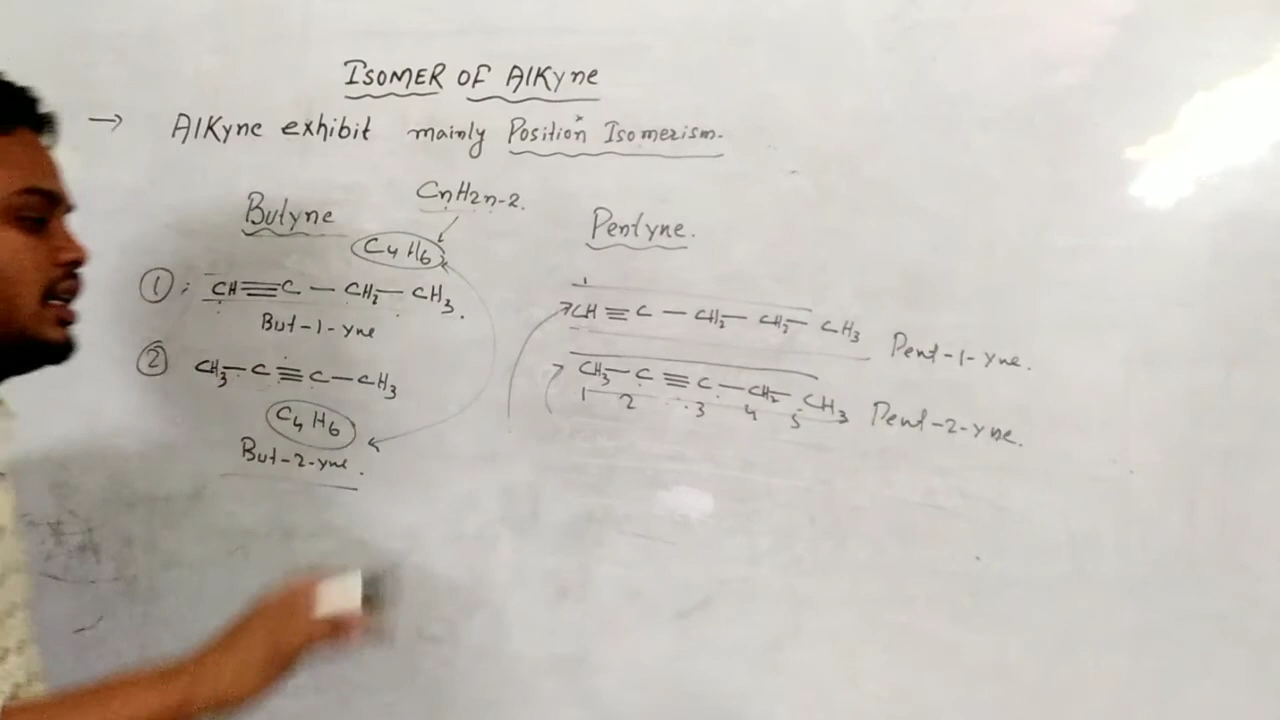 ISOMER OF AlKyne
→ AlKyne exhibit mainly Position Isomerism.
CnH2n-2.
Butyne
C4H6
① : CH≡C — CH2 — CH3.
But-1-yne
② CH3 — C ≡ C — CH3
C4H6
But-2-yne.
Pentyne.
1
CH ≡ C — CH2 — CH2 — CH3 Pent-1-yne.
CH3 — C ≡ C — CH2 — CH3 Pent-2-yne.
1 2 3 4 5